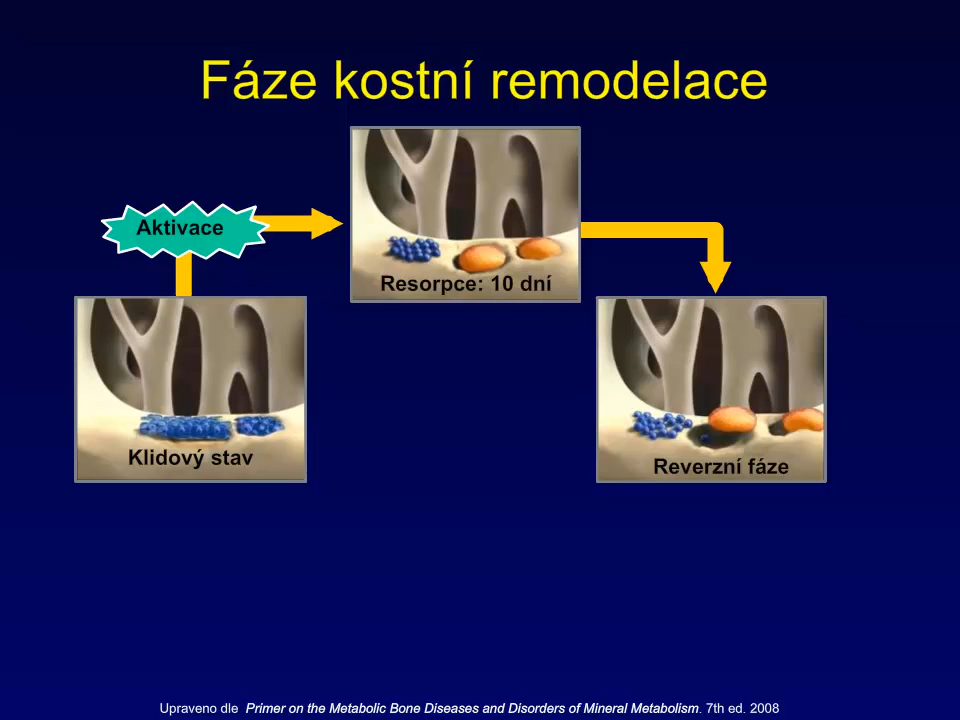 Fáze kostní remodelace
Aktivace
Resorpce: 10 dní
Klidový stav
Reverzní fáze
Upraveno dle Primer on the Metabolic Bone Diseases and Disorders of Mineral Metabolism. 7th ed. 2008